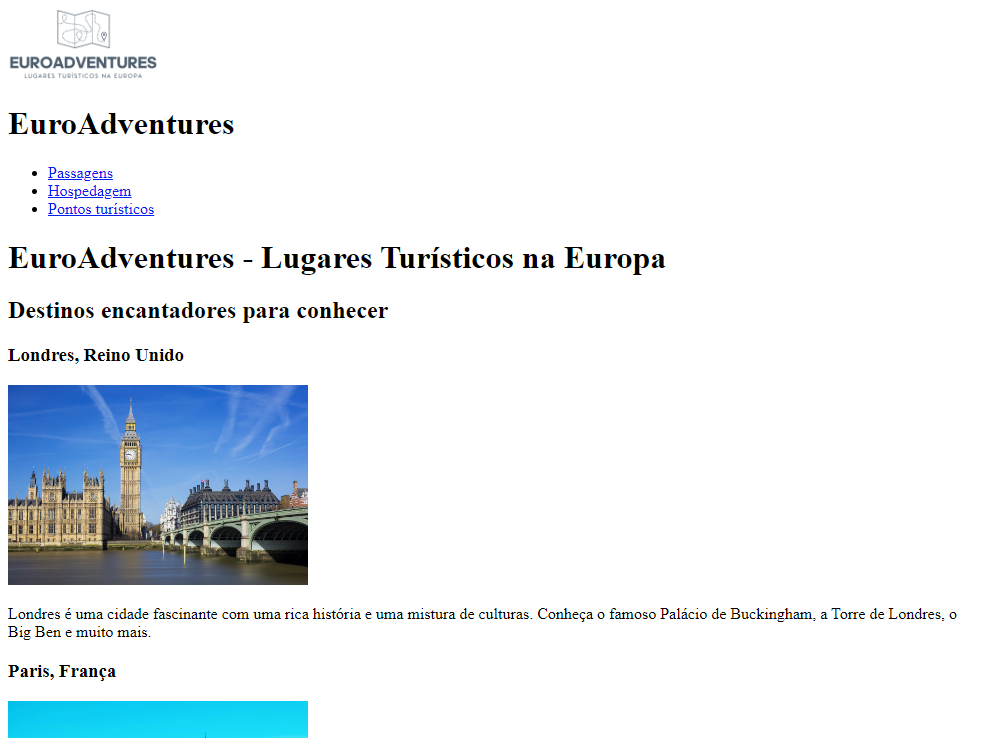 EUROADVENTURES
LUGARES TURÍSTICOS NA EUROPA
EuroAdventures
Passagens
Hospedagem
Pontos turísticos
EuroAdventures - Lugares Turísticos na Europa
Destinos encantadores para conhecer
Londres, Reino Unido
Londres é uma cidade fascinante com uma rica história e uma mistura de culturas. Conheça o famoso Palácio de Buckingham, a Torre de Londres, o
Big Ben e muito mais.
Paris, França